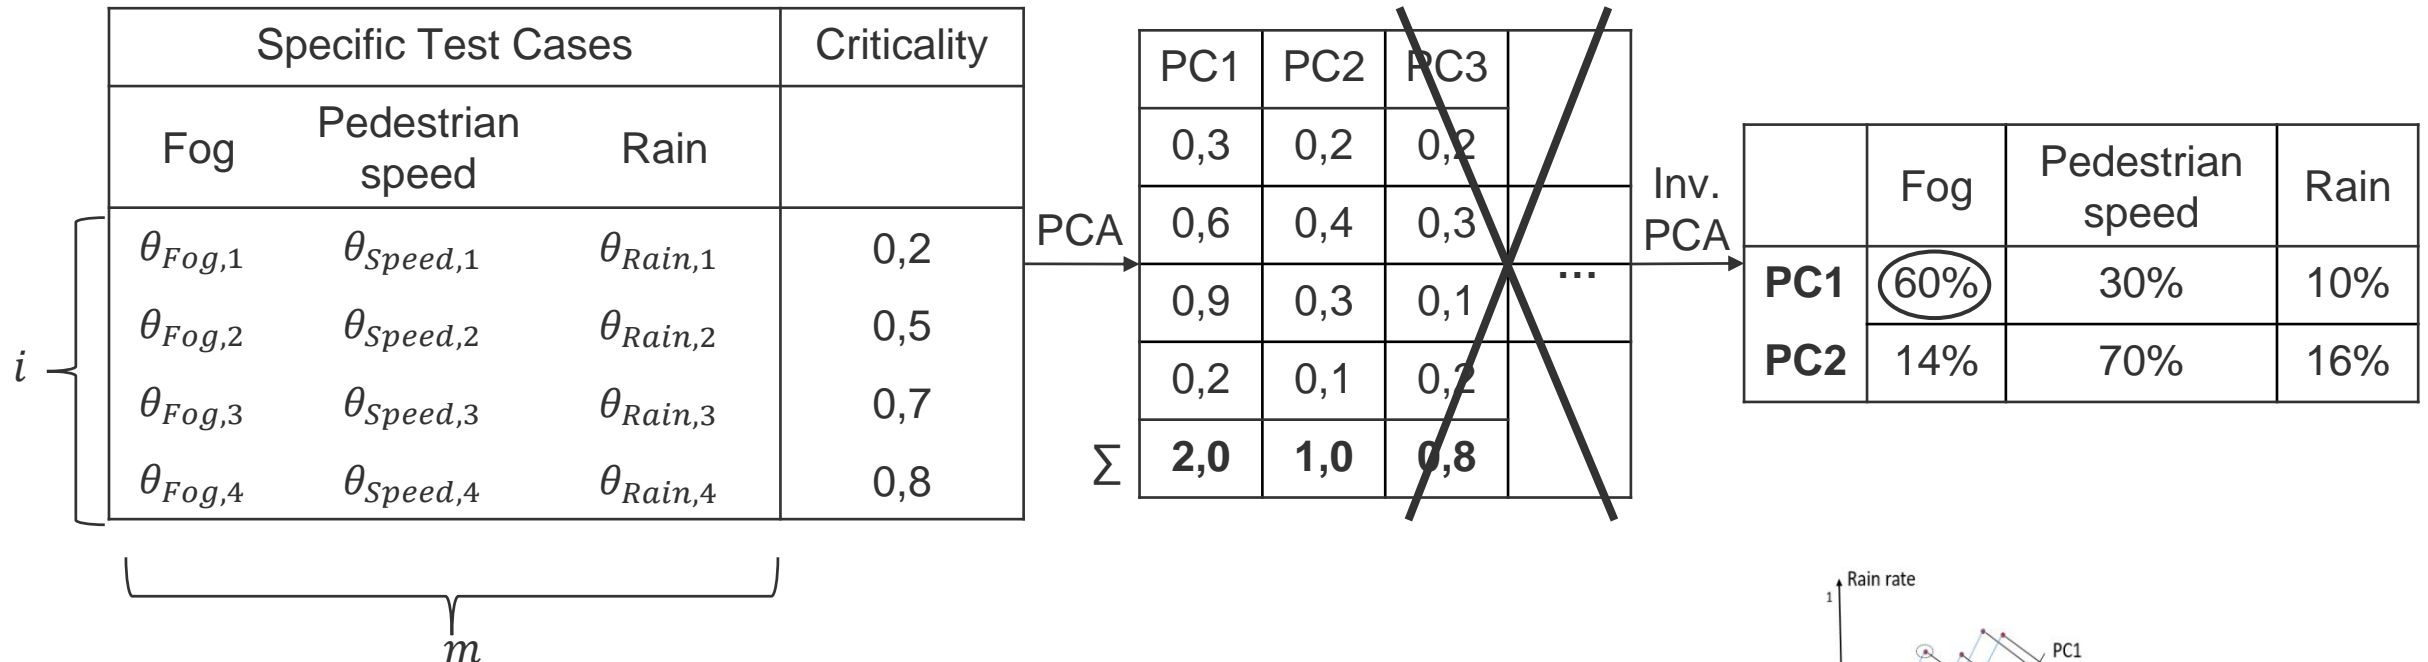 Specific Test Cases Criticality
Fog Pedestrian speed Rain
θFog,1 θSpeed,1 θRain,1 0,2
θFog,2 θSpeed,2 θRain,2 0,5
θFog,3 θSpeed,3 θRain,3 0,7
θFog,4 θSpeed,4 θRain,4 0,8
i
m
PCA
PC1 PC2 PC3
0,3 0,2 0,2
0,6 0,4 0,3
0,9 0,3 0,1
0,2 0,1 0,2
∑ 2,0 1,0 0,8
...
Inv.
PCA
Fog Pedestrian speed Rain
PC1 60% 30% 10%
PC2 14% 70% 16%
Rain rate
1
PC1